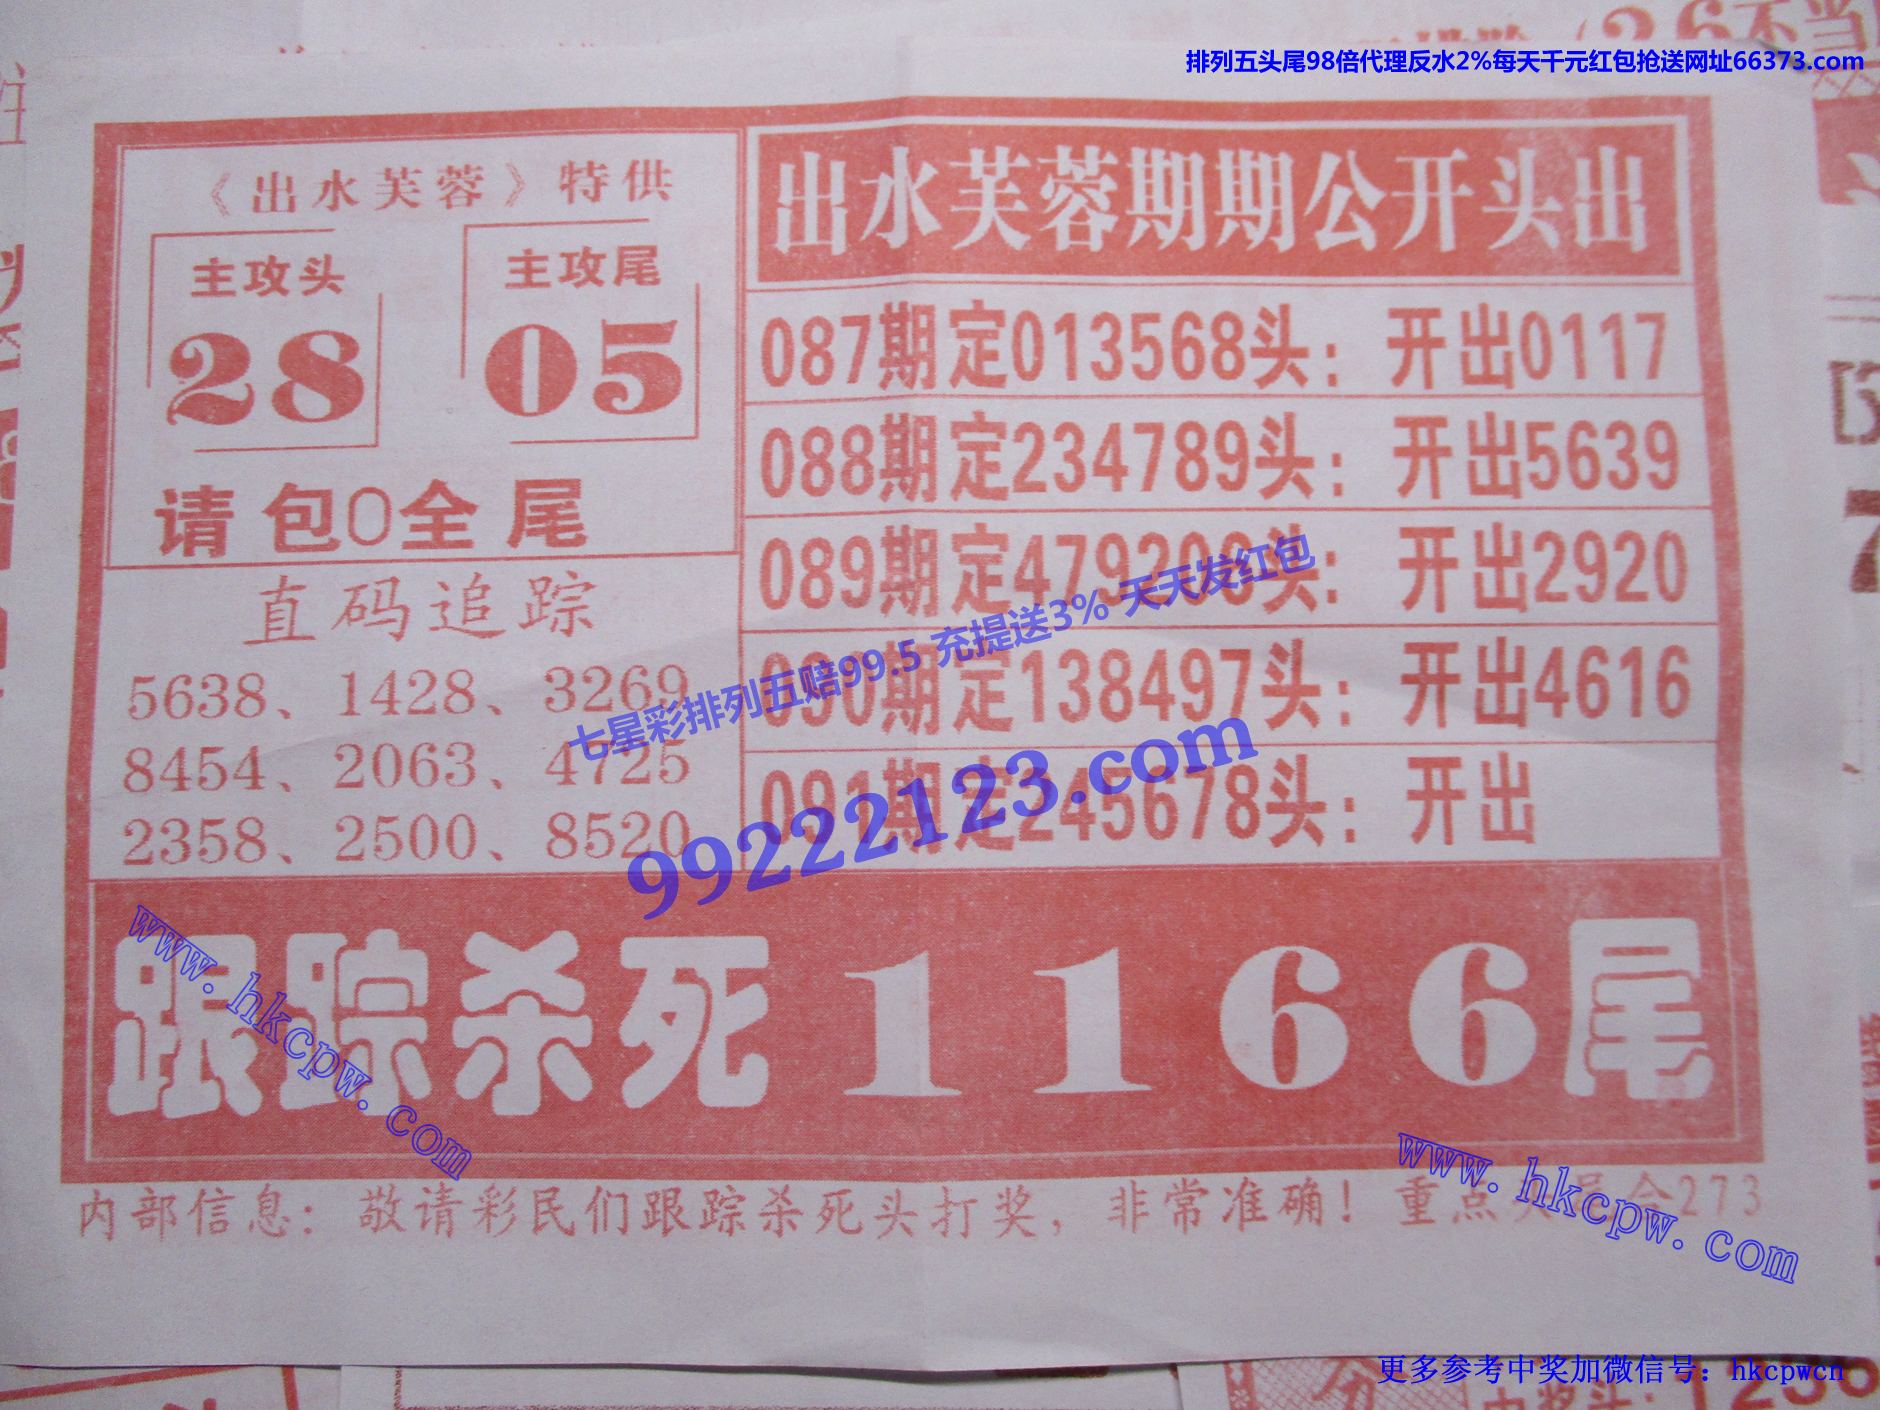 排列五头尾98倍代理反水2%每天千元红包抢送网址66373.com
《出水芙蓉》特供
主攻头
28
主攻尾
05
请包0全尾
直码追踪
5638、1428、3269
8454、2063、4725
2358、2500、8520
出水芙蓉期期公开头出
087期定013568头：开出0117
088期定234789头：开出5639
089期定479206头：开出2920
090期定138497头：开出4616
091期定245678头：开出
七星彩排列五赔99.5 充提送3% 天天发红包
99222123.com
跟踪杀死1166尾
www.hkcpw.com
www.hkcpw.com
内部信息：敬请彩民们跟踪杀死头打奖，非常准确！重点 273
更多参考中奖加微信号：hkcpwcn